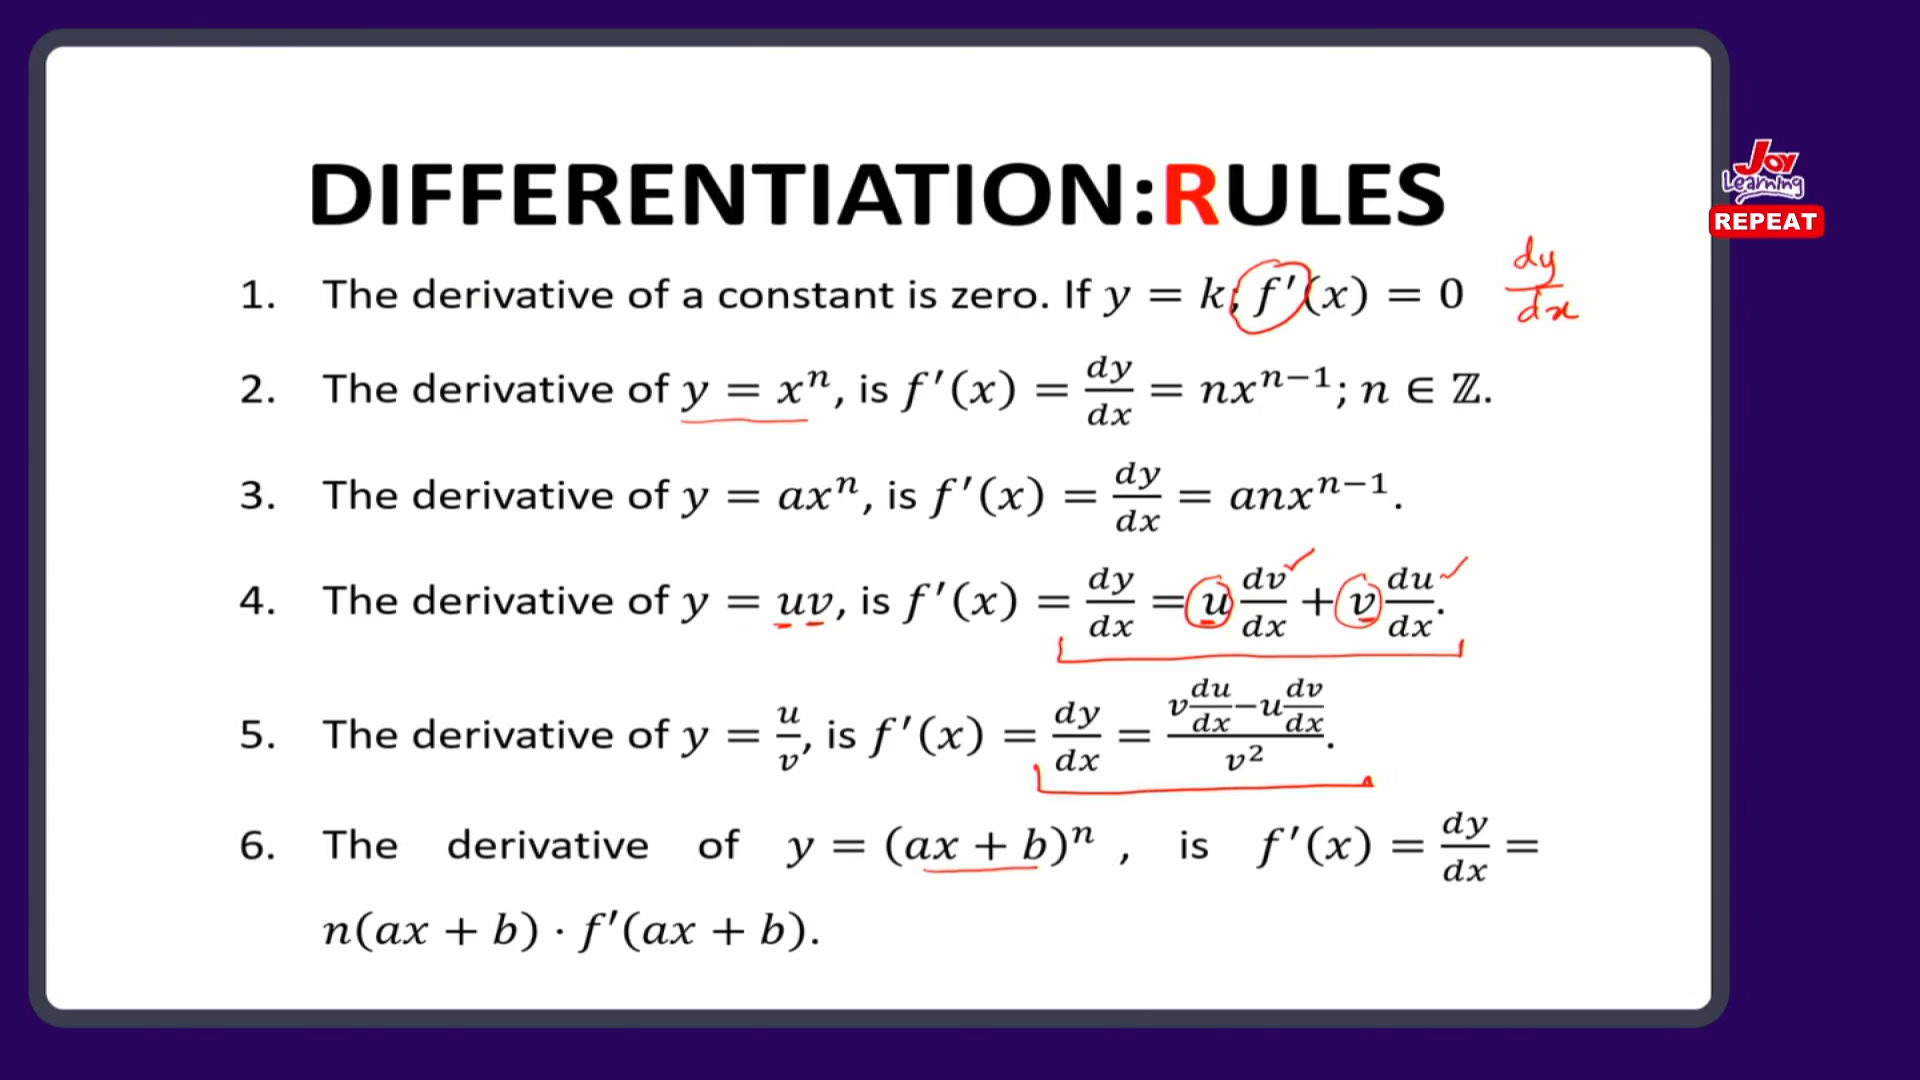 DIFFERENTIATION:RULES
1. The derivative of a constant is zero. If y = k; f′(x) = 0 dy/dx
2. The derivative of y = xⁿ, is f′(x) = dy/dx = nxⁿ⁻¹; n ∈ ℤ.
3. The derivative of y = axⁿ, is f′(x) = dy/dx = anxⁿ⁻¹.
4. The derivative of y = uv, is f′(x) = dy/dx = u dv/dx + v du/dx.
5. The derivative of y = u/v, is f′(x) = dy/dx = (v du/dx − u dv/dx)/v².
6. The derivative of y = (ax + b)ⁿ , is f′(x) = dy/dx =
n(ax + b) · f′(ax + b).
Joy
Learning
REPEAT